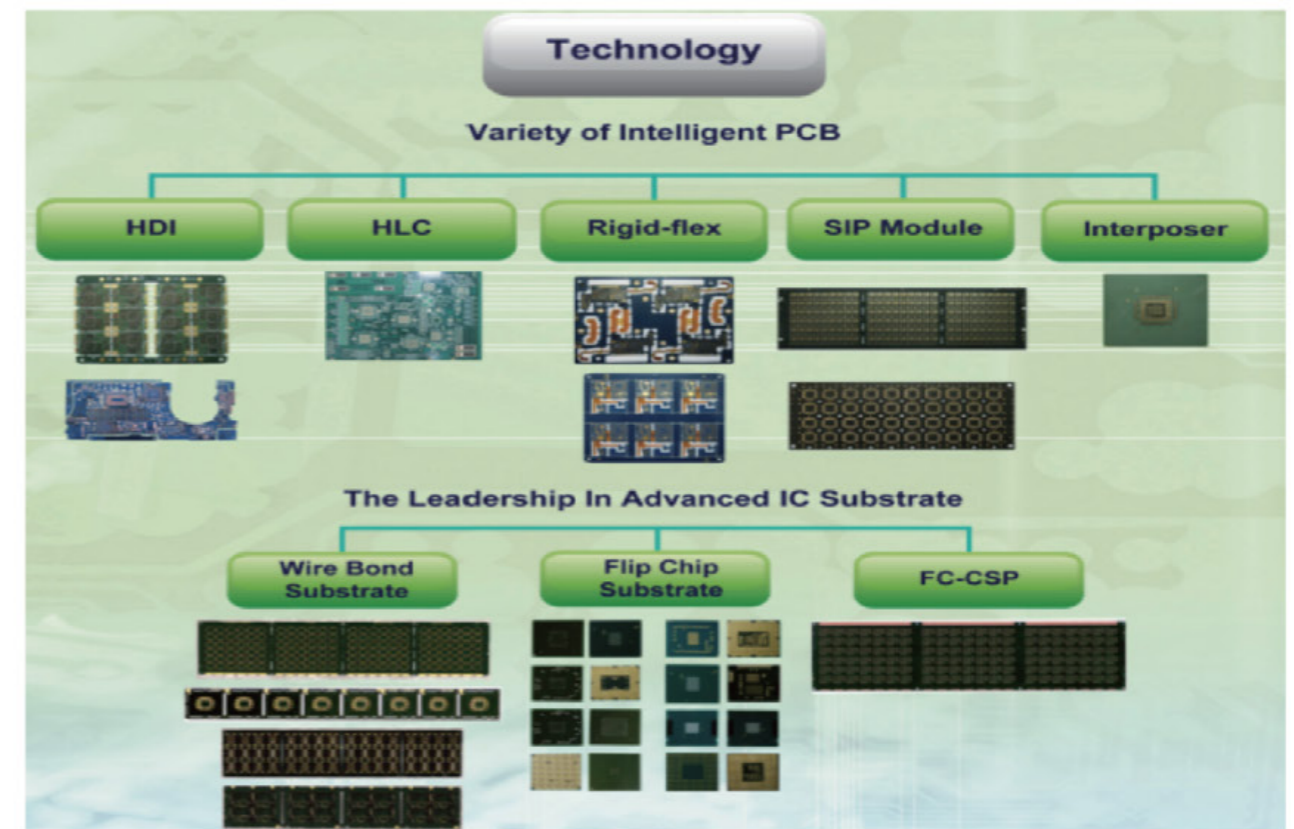 Technology
Variety of Intelligent PCB
HDI
HLC
Rigid-flex
SIP Module
Interposer
The Leadership In Advanced IC Substrate
Wire Bond
Substrate
Flip Chip
Substrate
FC-CSP